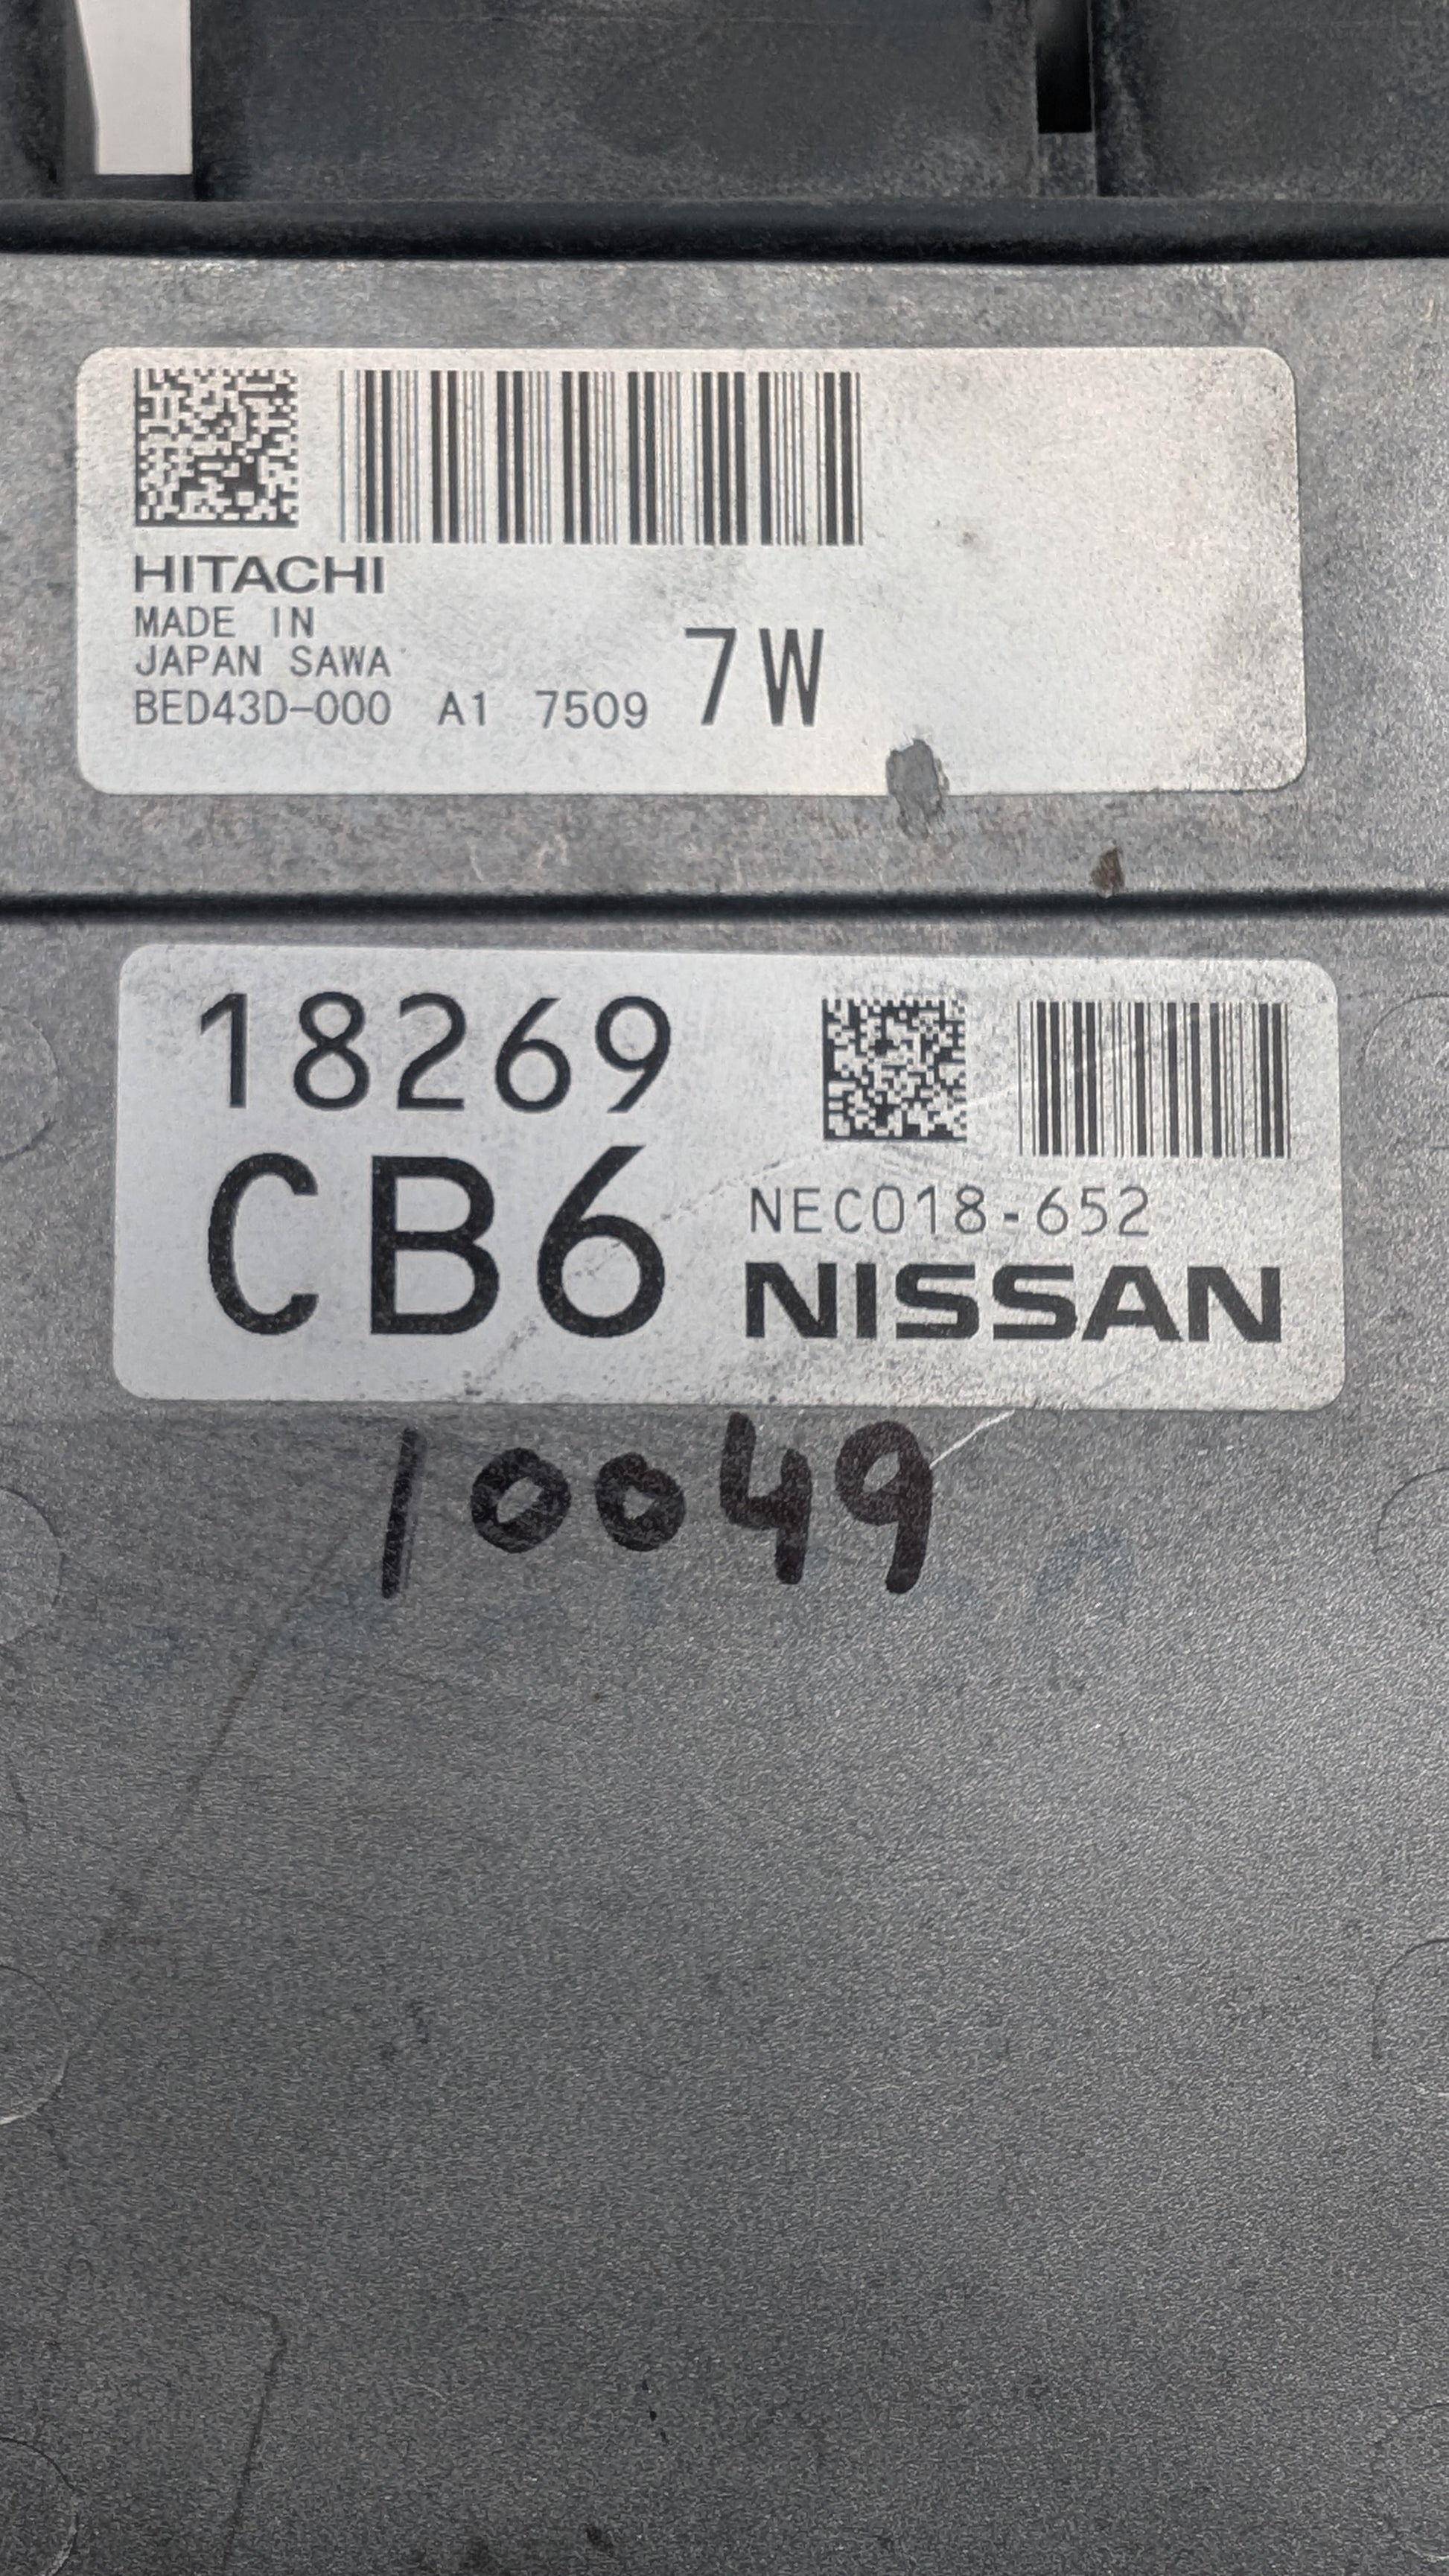 HITACHI
MADE IN
JAPAN SAWA
BED43D-000 A1 7509 7W
18269
CB6
NEC018-652
NISSAN
10049